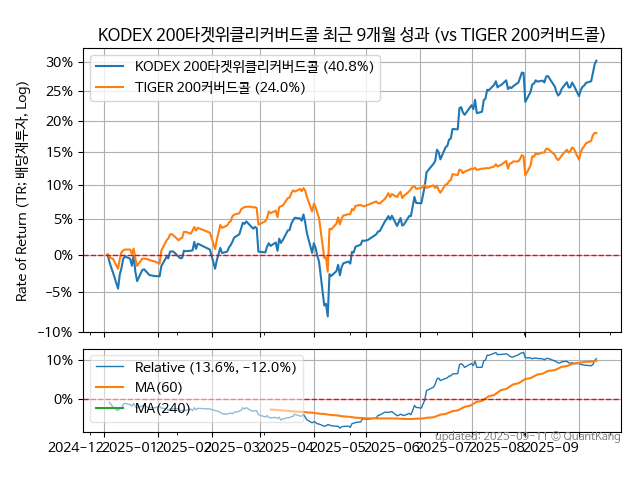 KODEX 200타겟위클리커버드콜 최근 9개월 성과 (vs TIGER 200커버드콜)
Rate of Return (TR: 배당재투자, Log)
30%
25%
20%
15%
10%
5%
0%
−5%
−10%
KODEX 200타겟위클리커버드콜 (40.8%)
TIGER 200커버드콜 (24.0%)
10%
0%
Relative (13.6%, −12.0%)
MA(60)
MA(240)
updated: 2025-09-11 © QuantKang
2024-12
2025-01
2025-02
2025-03
2025-04
2025-05
2025-06
2025-07
2025-08
2025-09